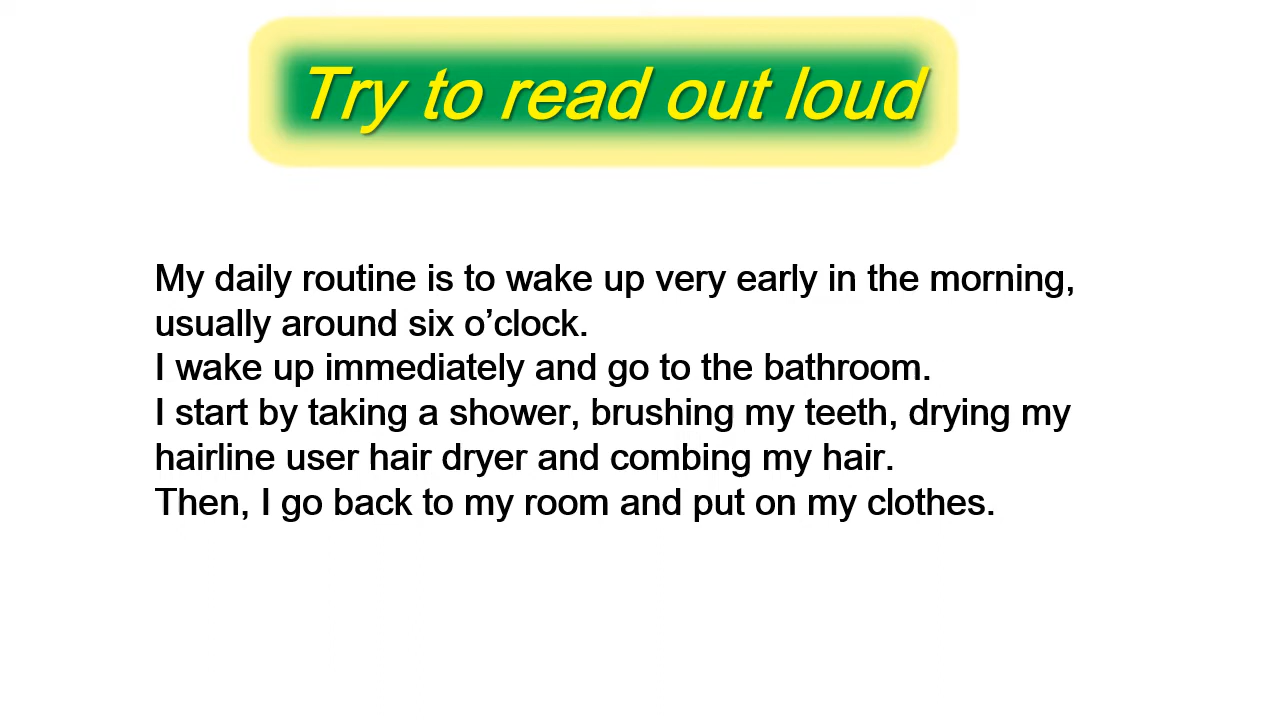 Try to read out loud
My daily routine is to wake up very early in the morning,
usually around six o’clock.
I wake up immediately and go to the bathroom.
I start by taking a shower, brushing my teeth, drying my
hairline user hair dryer and combing my hair.
Then, I go back to my room and put on my clothes.